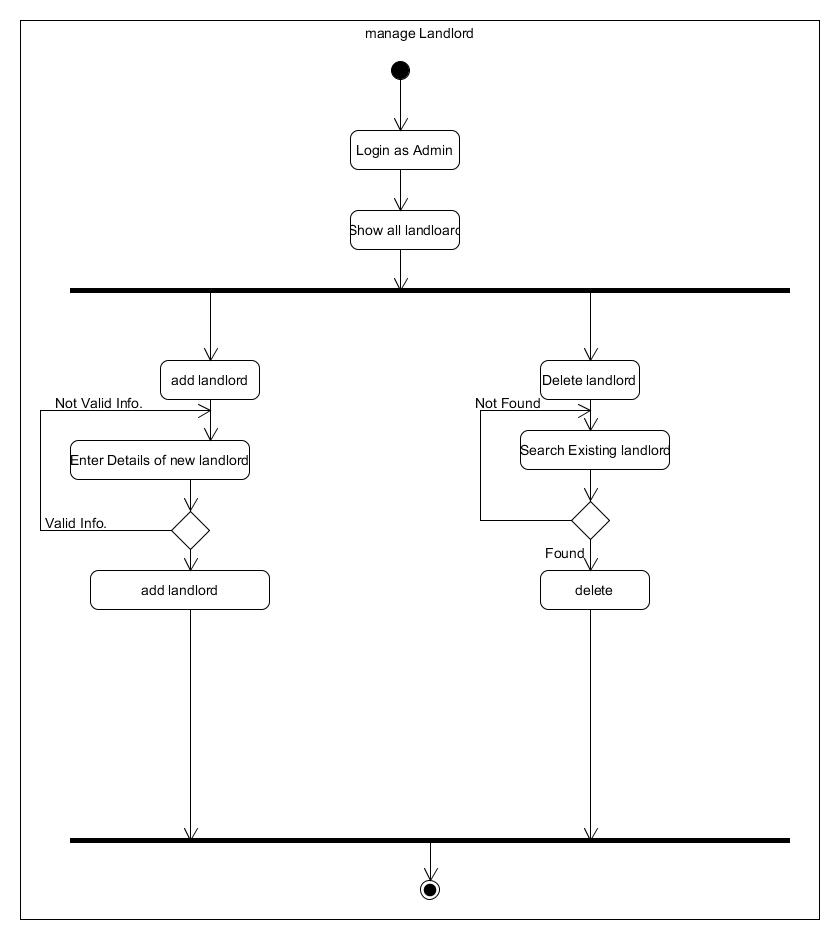 manage Landlord
Login as Admin
Show all landloard
add landlord
Delete landlord
Not Valid Info.
Not Found
Enter Details of new landlord
Search Existing landlord
Valid Info.
Found
add landlord
delete